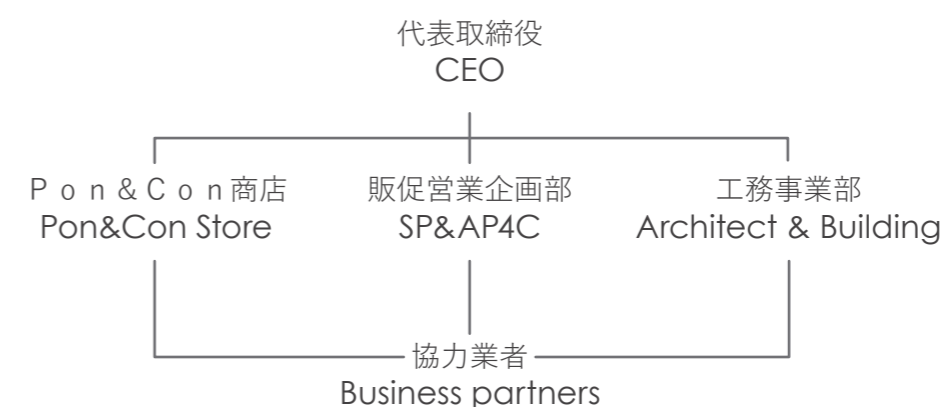 代表取締役
CEO
Ｐｏｎ＆Ｃｏｎ商店
Pon&Con Store
販促営業企画部
SP&AP4C
工務事業部
Architect & Building
協力業者
Business partners